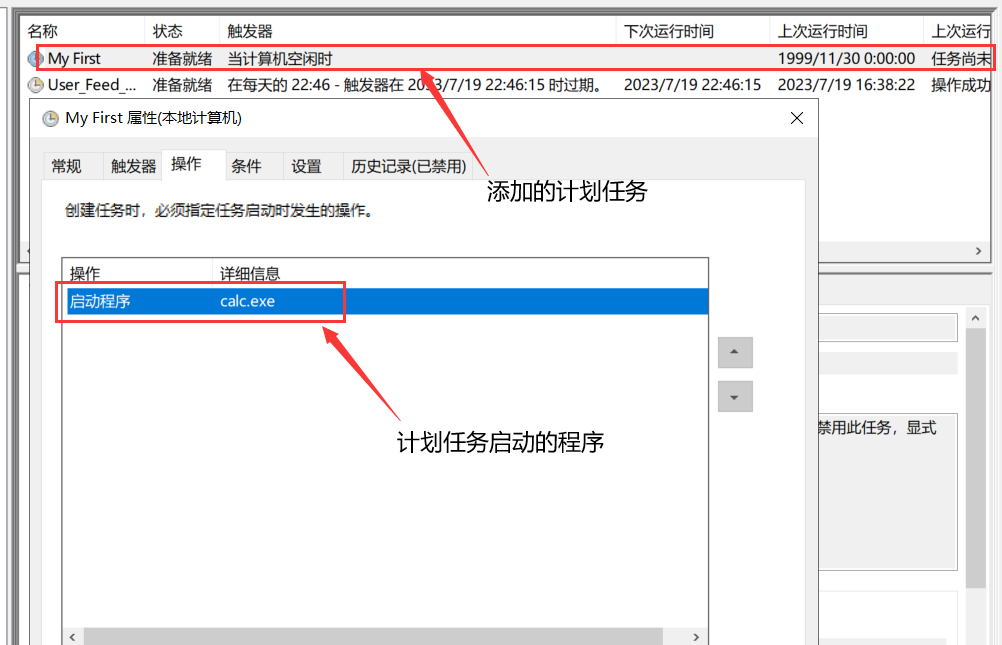 名称 状态 触发器 下次运行时间 上次运行时间 上次运行
My First 准备就绪 当计算机空闲时 1999/11/30 0:00:00 任务尚未
User_Feed_... 准备就绪 在每天的 22:46 - 触发器在 2023/7/19 22:46:15 时过期。 2023/7/19 22:46:15 2023/7/19 16:38:22 操作成功
My First 属性(本地计算机)
常规 触发器 操作 条件 设置 历史记录(已禁用)
添加的计划任务
创建任务时，必须指定任务启动时发生的操作。
操作 详细信息
启动程序 calc.exe
禁用此任务，显式
计划任务启动的程序